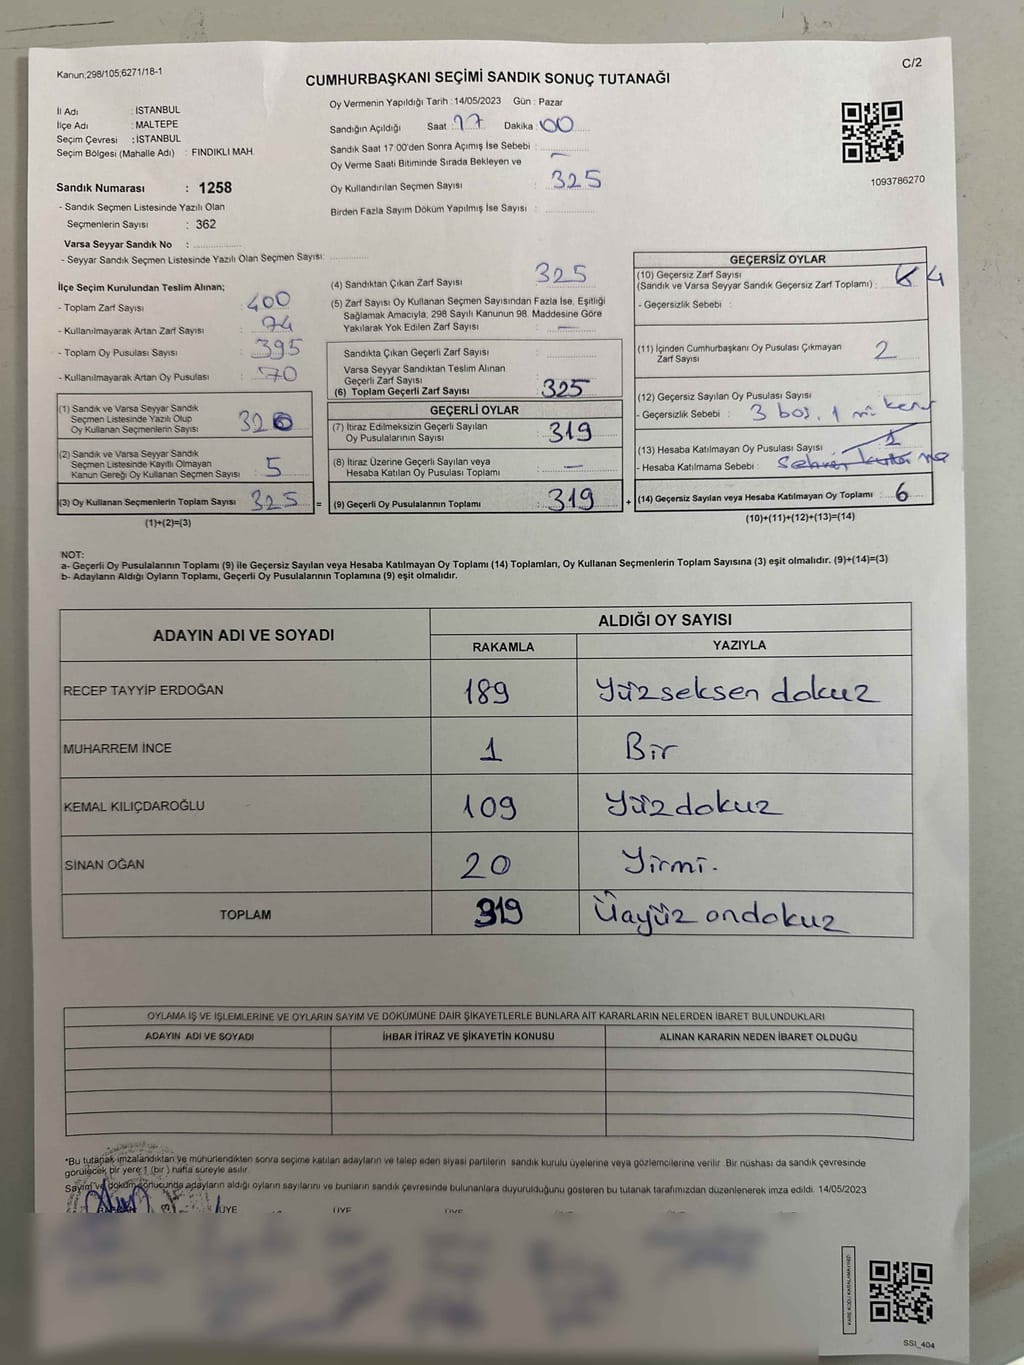 Kanun;298/105;6271/18-1
C/2
CUMHURBAŞKANI SEÇİMİ SANDIK SONUÇ TUTANAĞI
İl Adı : İSTANBUL
İlçe Adı : MALTEPE
Seçim Çevresi : İSTANBUL
Seçim Bölgesi (Mahalle Adı) : FINDIKLI MAH.
Oy Vermenin Yapıldığı Tarih : 14/05/2023 Gün : Pazar
Sandığın Açıldığı Saat : 17 Dakika : 00
Sandık Saat 17.00'den Sonra Açımış İse Sebebi :
Oy Verme Saati Bitiminde Sırada Bekleyen ve
Oy Kullandırılan Seçmen Sayısı : 325
Birden Fazla Sayım Döküm Yapılmış İse Sayısı :
1093786270
Sandık Numarası : 1258
- Sandık Seçmen Listesinde Yazılı Olan
Seçmenlerin Sayısı : 362
Varsa Seyyar Sandık No :
- Seyyar Sandık Seçmen Listesinde Yazılı Olan Seçmen Sayısı:
İlçe Seçim Kurulundan Teslim Alınan;
- Toplam Zarf Sayısı : 400
- Kullanılmayarak Artan Zarf Sayısı : 74
- Toplam Oy Pusulası Sayısı : 395
- Kullanılmayarak Artan Oy Pusulası : 70
(1) Sandık ve Varsa Seyyar Sandık
Seçmen Listesinde Yazılı Olup
Oy Kullanan Seçmenlerin Sayısı : 320
(2) Sandık ve Varsa Seyyar Sandık
Seçmen Listesinde Kayıtlı Olmayan
Kanun Gereği Oy Kullanan Seçmen Sayısı : 5
(3) Oy Kullanan Seçmenlerin Toplam Sayısı : 325 =
(1)+(2)=(3)
(4) Sandıktan Çıkan Zarf Sayısı : 325
(5) Zarf Sayısı Oy Kullanan Seçmen Sayısından Fazla İse, Eşitliği
Sağlamak Amacıyla, 298 Sayılı Kanunun 98. Maddesine Göre
Yakılarak Yok Edilen Zarf Sayısı : —
Sandıkta Çıkan Geçerli Zarf Sayısı :
Varsa Seyyar Sandıktan Teslim Alınan
Geçerli Zarf Sayısı :
(6) Toplam Geçerli Zarf Sayısı : 325
GEÇERLİ OYLAR
(7) İtiraz Edilmeksizin Geçerli Sayılan
Oy Pusulalarının Sayısı : 319
(8) İtiraz Üzerine Geçerli Sayılan veya
Hesaba Katılan Oy Pusulası Toplamı : —
(9) Geçerli Oy Pusulalarının Toplamı : 319 +
GEÇERSİZ OYLAR
(10) Geçersiz Zarf Sayısı
(Sandık ve Varsa Seyyar Sandık Geçersiz Zarf Toplamı) : 4
- Geçersizlik Sebebi :
(11) İçinden Cumhurbaşkanı Oy Pusulası Çıkmayan
Zarf Sayısı : 2
(12) Geçersiz Sayılan Oy Pusulası Sayısı :
- Geçersizlik Sebebi : 3 boş, 1
(13) Hesaba Katılmayan Oy Pusulası Sayısı : 1
- Hesaba Katılmama Sebebi :
(14) Geçersiz Sayılan veya Hesaba Katılmayan Oy Toplamı : 6
(10)+(11)+(12)+(13)=(14)
NOT:
a- Geçerli Oy Pusulalarının Toplamı (9) ile Geçersiz Sayılan veya Hesaba Katılmayan Oy Toplamı (14) Toplamları, Oy Kullanan Seçmenlerin Toplam Sayısına (3) eşit olmalıdır. (9)+(14)=(3)
b- Adayların Aldığı Oyların Toplamı, Geçerli Oy Pusulalarının Toplamına (9) eşit olmalıdır.
ADAYIN ADI VE SOYADI ALDIĞI OY SAYISI
RAKAMLA YAZIYLA
RECEP TAYYİP ERDOĞAN 189 Yüzseksen dokuz
MUHARREM İNCE 1 Bir
KEMAL KILIÇDAROĞLU 109 Yüzdokuz
SİNAN OĞAN 20 Yirmi.
TOPLAM 319 Üçyüz ondokuz
OYLAMA İŞ VE İŞLEMLERİNE VE OYLARIN SAYIM VE DÖKÜMÜNE DAİR ŞİKAYETLERLE BUNLARA AİT KARARLARIN NELERDEN İBARET BULUNDUKLARI
ADAYIN ADI VE SOYADI İHBAR İTİRAZ VE ŞİKAYETİN KONUSU ALINAN KARARIN NEDEN İBARET OLDUĞU
*Bu tutanak imzalandıktan ve mühürlendikten sonra seçime katılan adayların ve talep eden siyasi partilerin sandık kurulu üyelerine veya gözlemcilerine verilir. Bir nüshası da sandık çevresinde
görülecek bir yere 1 (bir) hafta süreyle asılır.
Sayım ve döküm sonucunda adayların aldığı oyların sayılarını ve bunların sandık çevresinde bulunanlara duyurulduğunu gösteren bu tutanak tarafımızdan düzenlenerek imza edildi. 14/05/2023
ÜYE ÜYE ÜYE
SSI_404